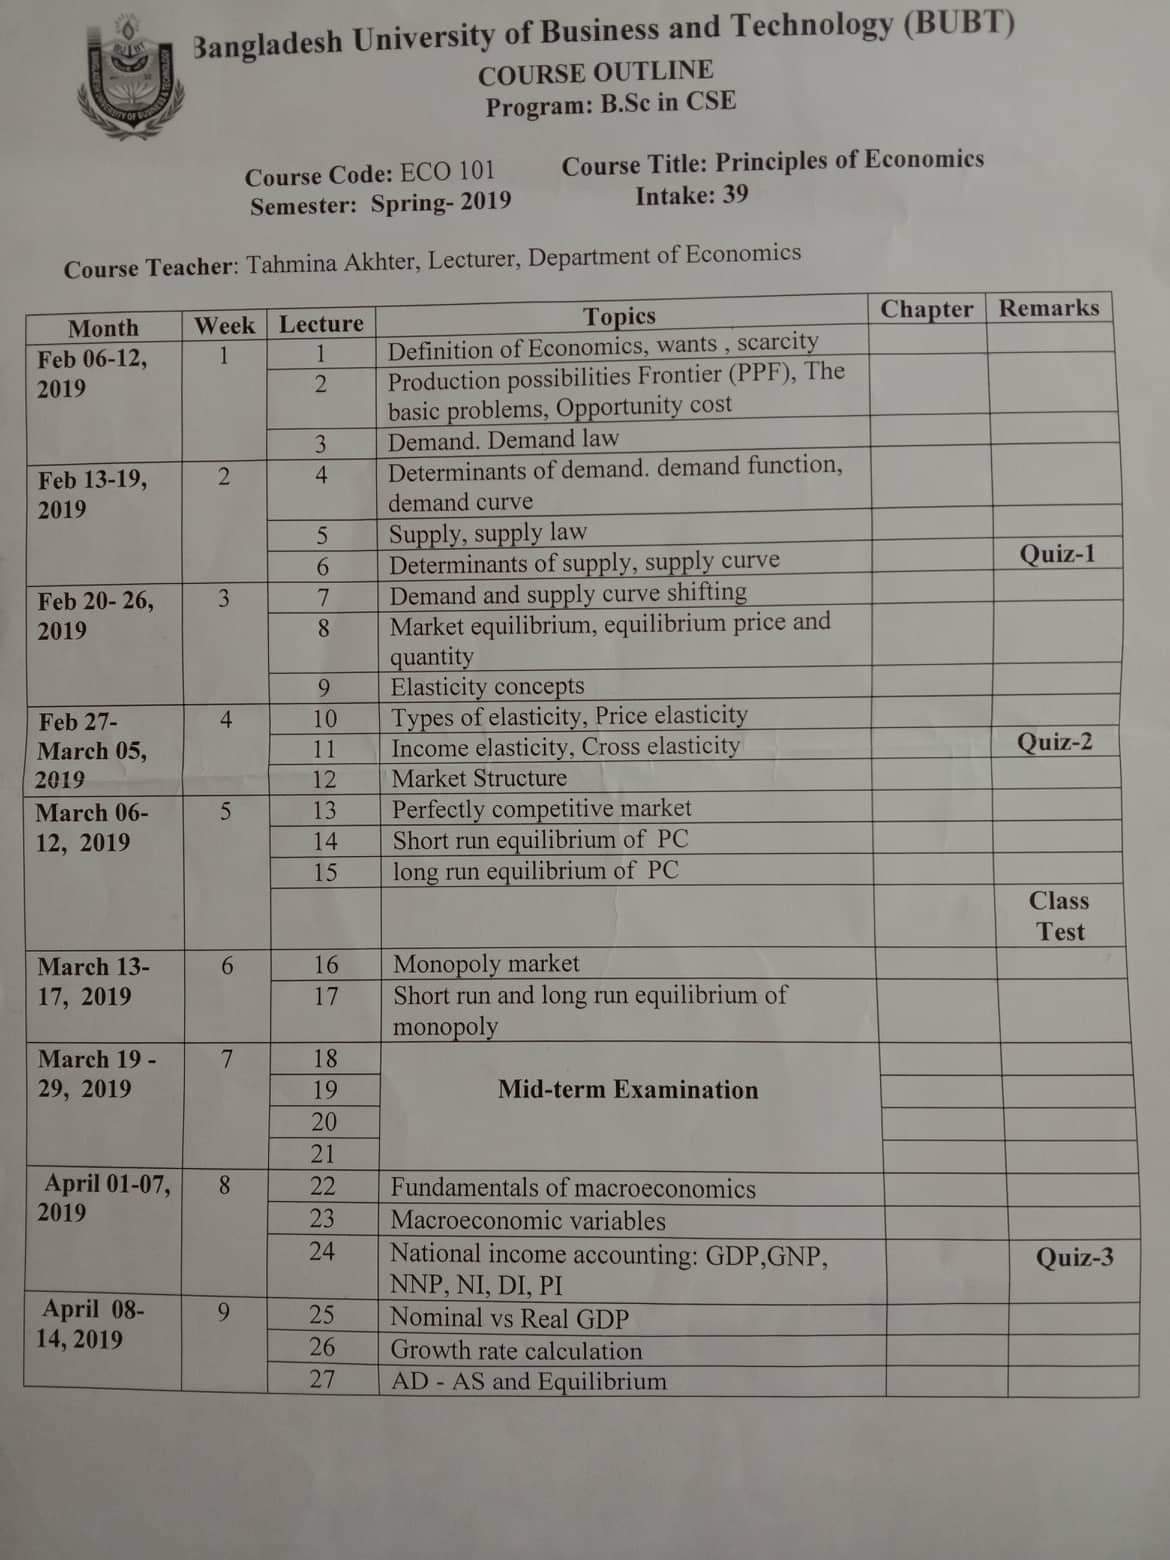 Bangladesh University of Business and Technology (BUBT)
COURSE OUTLINE
Program: B.Sc in CSE
Course Code: ECO 101 Course Title: Principles of Economics
Semester: Spring- 2019 Intake: 39
Course Teacher: Tahmina Akhter, Lecturer, Department of Economics
Month Week Lecture Topics Chapter Remarks
Feb 06-12, 1 1 Definition of Economics, wants , scarcity
2019 2 Production possibilities Frontier (PPF), The
basic problems, Opportunity cost
3 Demand. Demand law
Feb 13-19, 2 4 Determinants of demand. demand function,
2019 demand curve
5 Supply, supply law
6 Determinants of supply, supply curve Quiz-1
Feb 20- 26, 3 7 Demand and supply curve shifting
2019 8 Market equilibrium, equilibrium price and
quantity
9 Elasticity concepts
Feb 27- 4 10 Types of elasticity, Price elasticity
March 05, 11 Income elasticity, Cross elasticity Quiz-2
2019 12 Market Structure
March 06- 5 13 Perfectly competitive market
12, 2019 14 Short run equilibrium of PC
15 long run equilibrium of PC
Class
Test
March 13- 6 16 Monopoly market
17, 2019 17 Short run and long run equilibrium of
monopoly
March 19 - 7 18
29, 2019 19 Mid-term Examination
20
21
April 01-07, 8 22 Fundamentals of macroeconomics
2019 23 Macroeconomic variables
24 National income accounting: GDP,GNP, Quiz-3
NNP, NI, DI, PI
April 08- 9 25 Nominal vs Real GDP
14, 2019 26 Growth rate calculation
27 AD - AS and Equilibrium